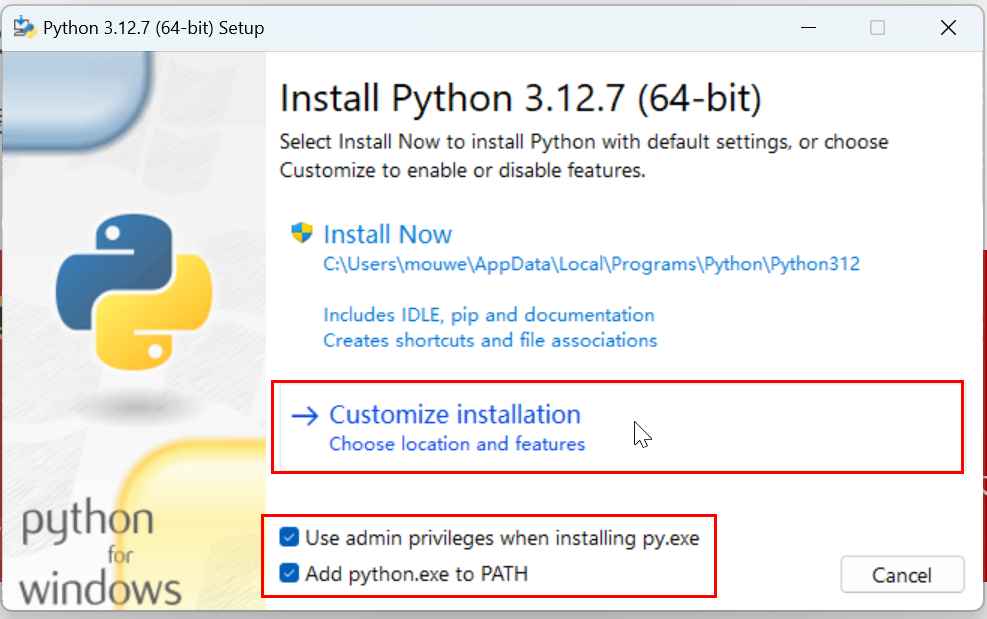 Python 3.12.7 (64-bit) Setup
Install Python 3.12.7 (64-bit)
Select Install Now to install Python with default settings, or choose
Customize to enable or disable features.
Install Now
C:\Users\mouwe\AppData\Local\Programs\Python\Python312
Includes IDLE, pip and documentation
Creates shortcuts and file associations
Customize installation
Choose location and features
Use admin privileges when installing py.exe
Add python.exe to PATH
Cancel
python
for
windows